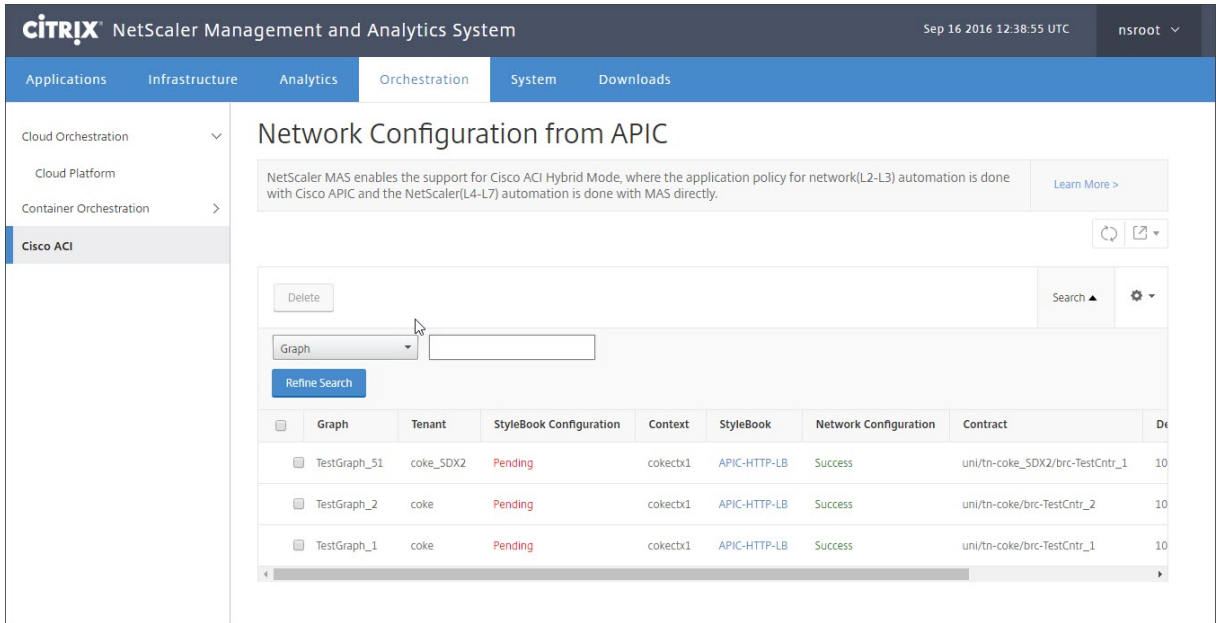 CITRIX NetScaler Management and Analytics System
Sep 16 2016 12:38:55 UTC
nsroot
Applications Infrastructure Analytics Orchestration System Downloads
Cloud Orchestration
Cloud Platform
Container Orchestration
Cisco ACI
Network Configuration from APIC
NetScaler MAS enables the support for Cisco ACI Hybrid Mode, where the application policy for network(L2-L3) automation is done
with Cisco APIC and the NetScaler(L4-L7) automation is done with MAS directly.
Learn More >
Delete
Search
Graph
Refine Search
Graph Tenant StyleBook Configuration Context StyleBook Network Configuration Contract De
TestGraph_51 coke_SDX2 Pending cokectx1 APIC-HTTP-LB Success uni/tn-coke_SDX2/brc-TestCntr_1 10
TestGraph_2 coke Pending cokectx1 APIC-HTTP-LB Success uni/tn-coke/brc-TestCntr_2 10
TestGraph_1 coke Pending cokectx1 APIC-HTTP-LB Success uni/tn-coke/brc-TestCntr_1 10